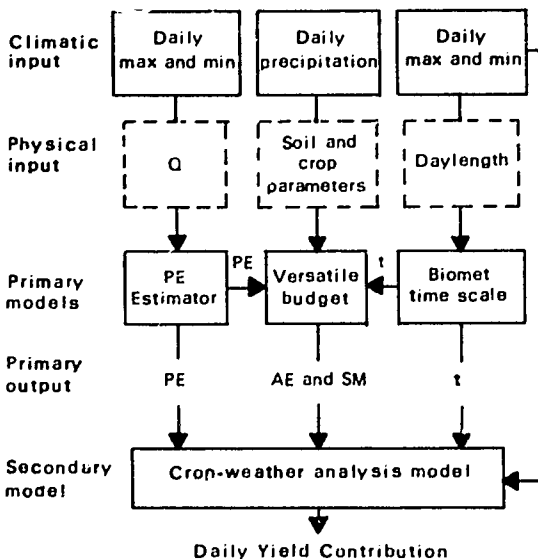 Climatic input
Daily max and min
Daily precipitation
Daily max and min
Physical input
Q
Soil and crop parameters
Daylength
Primary models
PE Estimator
PE
Versatile budget
t
Biomet time scale
Primary output
PE
AE and SM
t
Secondary model
Cron-weather analysis model
Daily Yield Contribution